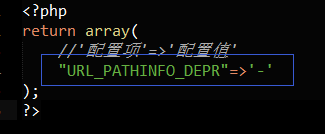 <?php
return array(
//'配置项'=>'配置值'
"URL_PATHINFO_DEPR"=>'-'
);
?>